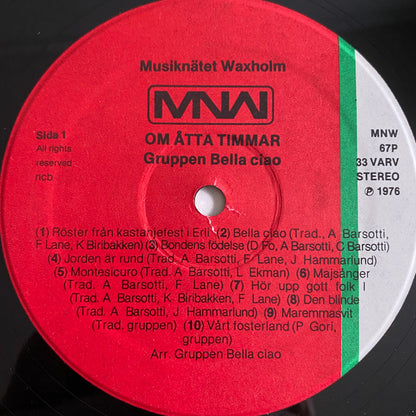 Musiknätet Waxholm
MNW
OM ÅTTA TIMMAR
Gruppen Bella ciao
Side 1
All rights
reserved
ncb
MNW
67P
33 VARV
STEREO
℗ 1976
(1) Röster från kastanjefest i Erli (2) Bella ciao (Trad., A Barsotti,
F Lane, K Biribakken) (3) Bondens födelse (D Fo, A Barsotti, C Barsotti)
(4) Jorden är rund (Trad. A Barsotti, F Lane, J Hammarlund)
(5) Montesicuro (Trad. A Barsotti, L Ekman) (6) Majsånger
(Trad. A Barsotti, F Lane) (7) Hör upp gott folk I
(Trad. A Barsotti, K Biribakken, F Lane) (8) Den blinde
(Trad. A Barsotti, J Hammarlund) (9) Maremmasvit
(Trad. gruppen) (10) Vårt fosterland (P Gori,
gruppen)
Arr. Gruppen Bella ciao